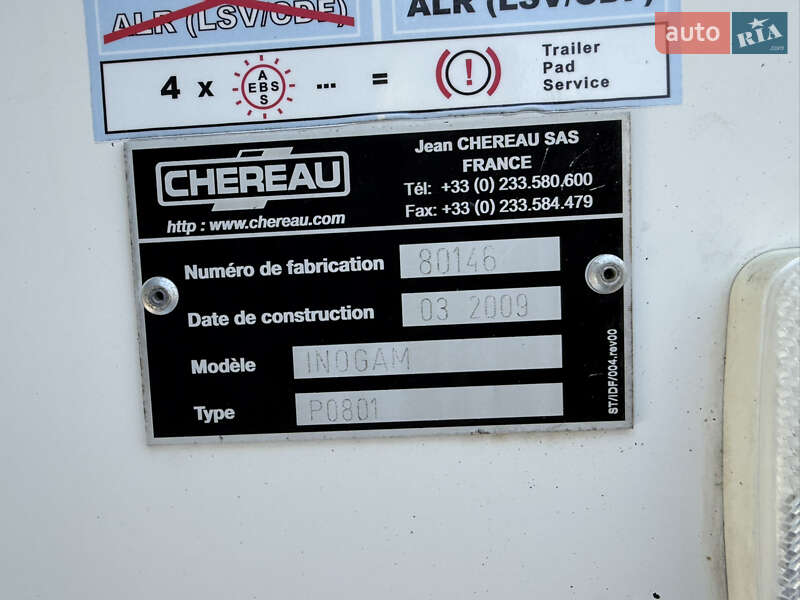 ALR (LSV/CDF)
ALR (LSV/CDF)
auto RIA
.com
4 x A EBS S ... = (!) Trailer
Pad
Service
CHEREAU
http : www.chereau.com
Jean CHEREAU SAS
FRANCE
Tél: +33 (0) 233.580,600
Fax: +33 (0) 233.584.479
Numéro de fabrication 80146
Date de construction 03 2009
Modèle INOGAM
Type P0801
ST/IDF/004.rev00